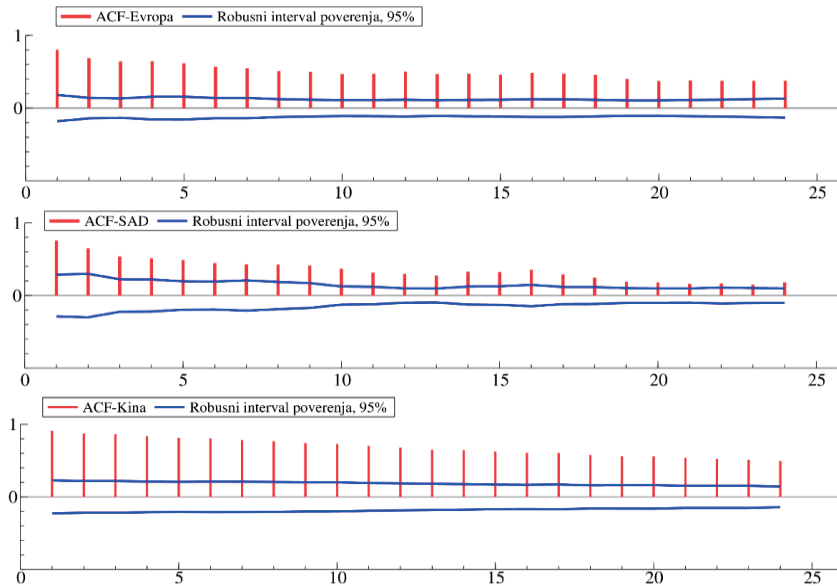 ACF-Evropa Robusni interval poverenja, 95%
1
0
0 5 10 15 20 25
ACF-SAD Robusni interval poverenja, 95%
1
0
0 5 10 15 20 25
ACF-Kina Robusni interval poverenja, 95%
1
0
0 5 10 15 20 25